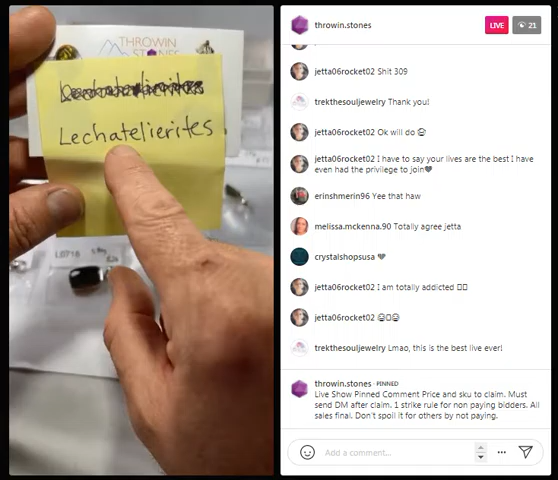 THROWIN
STONES
Lechatelierites
L0718
throwin.stones
LIVE
21
jetta06rocket02 Shit 309
trekthesouljewelry Thank you!
jetta06rocket02 Ok will do
jetta06rocket02 I have to say your lives are the best I have
even had the privilege to join
erinshmerin96 Yee that haw
melissa.mckenna.90 Totally agree jetta
crystalshopsusa
jetta06rocket02 I am totally addicted
jetta06rocket02
trekthesouljewelry Lmao, this is the best live ever!
throwin.stones · PINNED
Live Show Pinned Comment Price and sku to claim. Must
send DM after claim. 1 strike rule for non paying bidders. All
sales final. Don't spoil it for others by not paying.
Add a comment...